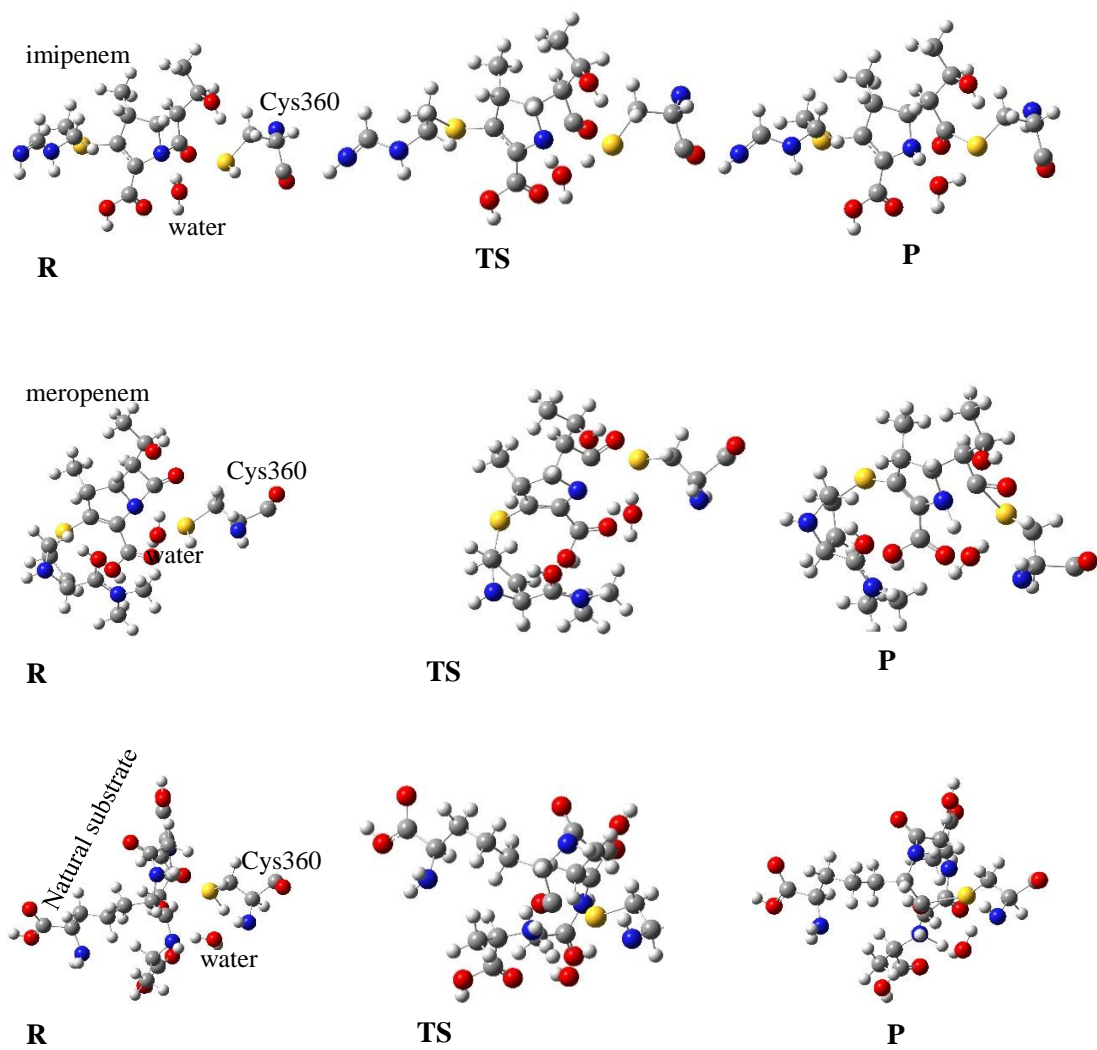 imipenem
Cys360
water
R
TS
P
meropenem
Cys360
water
R
TS
P
Natural substrate
Cys360
water
R
TS
P